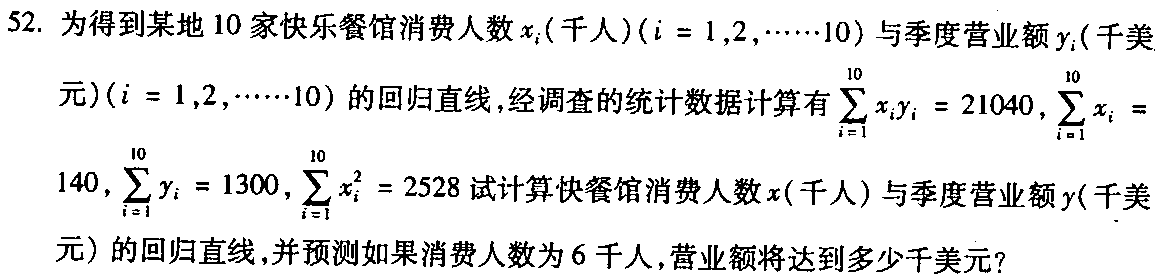 52. 为得到某地 10 家快乐餐馆消费人数 xᵢ(千人)(i = 1,2,……10) 与季度营业额 yᵢ(千美
元)(i = 1,2,……10) 的回归直线,经调查的统计数据计算有 $\sum_{i=1}^{10} x_i y_i$ = 21040, $\sum_{i=1}^{10} x_i$ =
140, $\sum_{i=1}^{10} y_i$ = 1300, $\sum_{i=1}^{10} x_i^2$ = 2528 试计算快餐馆消费人数 x(千人) 与季度营业额 y(千美
元) 的回归直线,并预测如果消费人数为 6 千人,营业额将达到多少千美元?